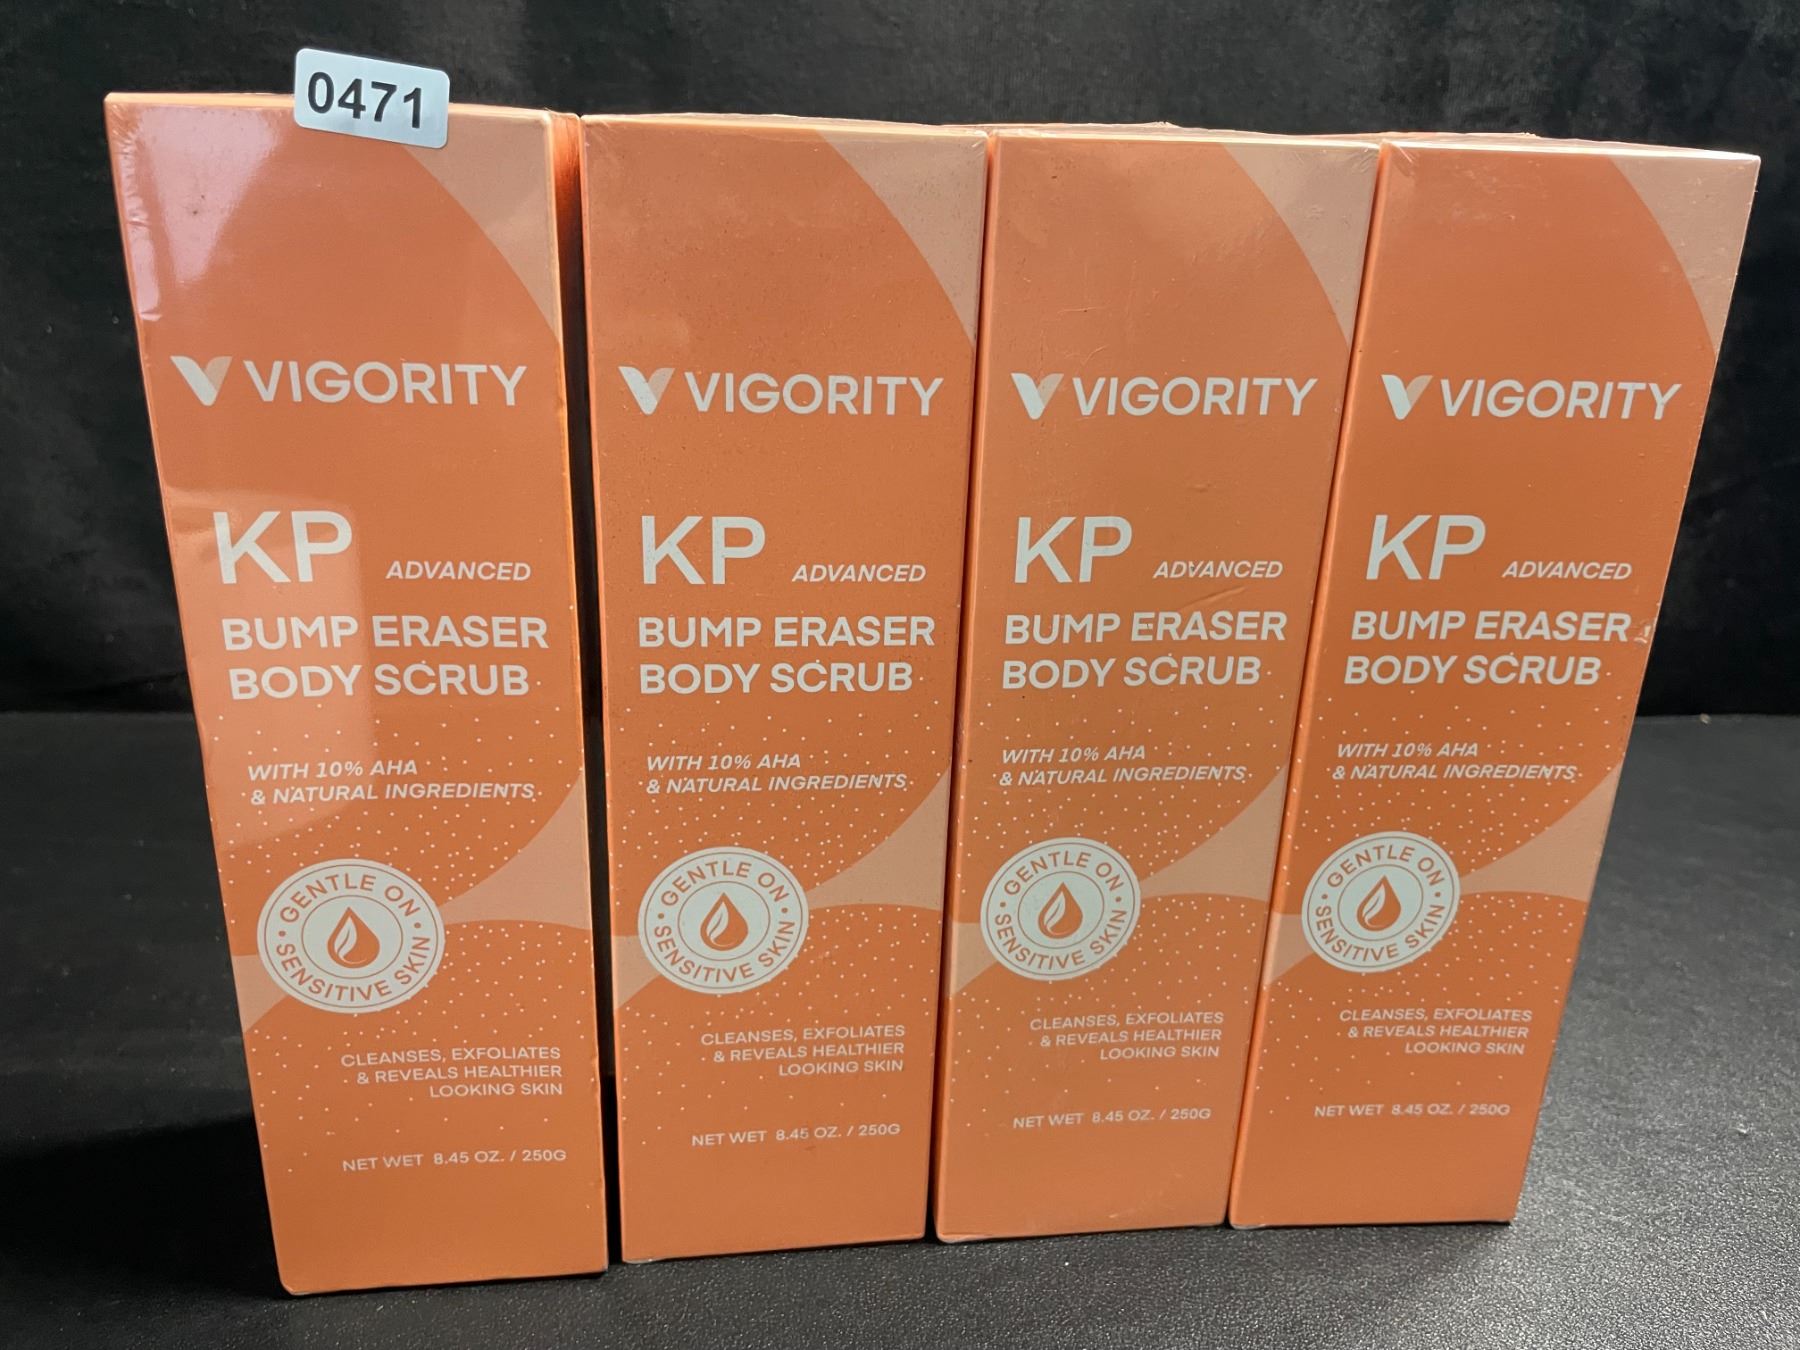 0471
VIGORITY
KP ADVANCED
BUMP ERASER
BODY SCRUB
WITH 10% AHA
& NATURAL INGREDIENTS
• GENTLE ON •
SENSITIVE SKIN
CLEANSES, EXFOLIATES
& REVEALS HEALTHIER
LOOKING SKIN
NET WET 8.45 OZ. / 250G
VIGORITY
KP ADVANCED
BUMP ERASER
BODY SCRUB
WITH 10% AHA
& NATURAL INGREDIENTS
• GENTLE ON •
SENSITIVE SKIN
CLEANSES, EXFOLIATES
& REVEALS HEALTHIER
LOOKING SKIN
NET WET 8.45 OZ. / 250G
VIGORITY
KP ADVANCED
BUMP ERASER
BODY SCRUB
WITH 10% AHA
& NATURAL INGREDIENTS
• GENTLE ON •
SENSITIVE SKIN
CLEANSES, EXFOLIATES
& REVEALS HEALTHIER
LOOKING SKIN
NET WET 8.45 OZ. / 250G
VIGORITY
KP ADVANCED
BUMP ERASER
BODY SCRUB
WITH 10% AHA
& NATURAL INGREDIENTS
• GENTLE ON •
SENSITIVE SKIN
CLEANSES, EXFOLIATES
& REVEALS HEALTHIER
LOOKING SKIN
NET WET 8.45 OZ. / 250G